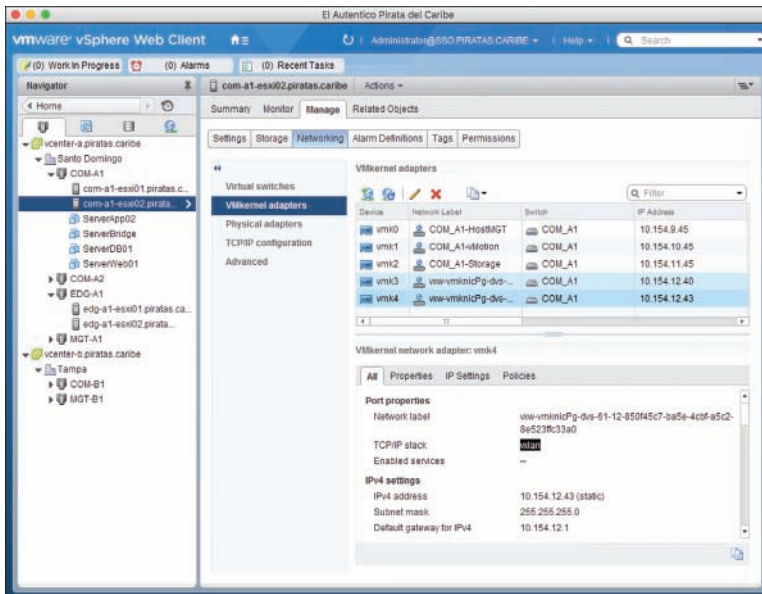 El Autentico Pirata del Caribe
vmware vSphere Web Client
Administrator@SSO.PIRATAS.CARIBE
Help
Search
(0) Work In Progress
(0) Alarms
(0) Recent Tasks
Navigator
Home
vcenter-a.piratas.caribe
Santo Domingo
COM-A1
com-a1-esxi01.piratas.c...
com-a1-esxi02.pirata...
ServerApp02
ServerBridge
ServerDB01
ServerWeb01
COM-A2
EDG-A1
edg-a1-esxi01.piratas.ca...
edg-a1-esxi02.pirata...
MGT-A1
vcenter-b.piratas.caribe
Tampa
COM-B1
MGT-B1
com-a1-esxi02.piratas.caribe Actions
Summary Monitor Manage Related Objects
Settings Storage Networking Alarm Definitions Tags Permissions
Virtual switches
VMkernel adapters
Physical adapters
TCP/IP configuration
Advanced
VMkernel adapters
Filter
Device Network Label Switch IP Address
vmk0 COM_A1-HostMGT COM_A1 10.154.9.45
vmk1 COM_A1-vMotion COM_A1 10.154.10.45
vmk2 COM_A1-Storage COM_A1 10.154.11.45
vmk3 vxw-vmknicPg-dvs-... COM_A1 10.154.12.40
vmk4 vxw-vmknicPg-dvs-... COM_A1 10.154.12.43
VMkernel network adapter: vmk4
All Properties IP Settings Policies
Port properties
Network label vxw-vmknicPg-dvs-61-12-850f45c7-ba5e-4cbf-a5c2-
8e523ffc33a0
TCP/IP stack vxlan
Enabled services --
IPv4 settings
IPv4 address 10.154.12.43 (static)
Subnet mask 255.255.255.0
Default gateway for IPv4 10.154.12.1